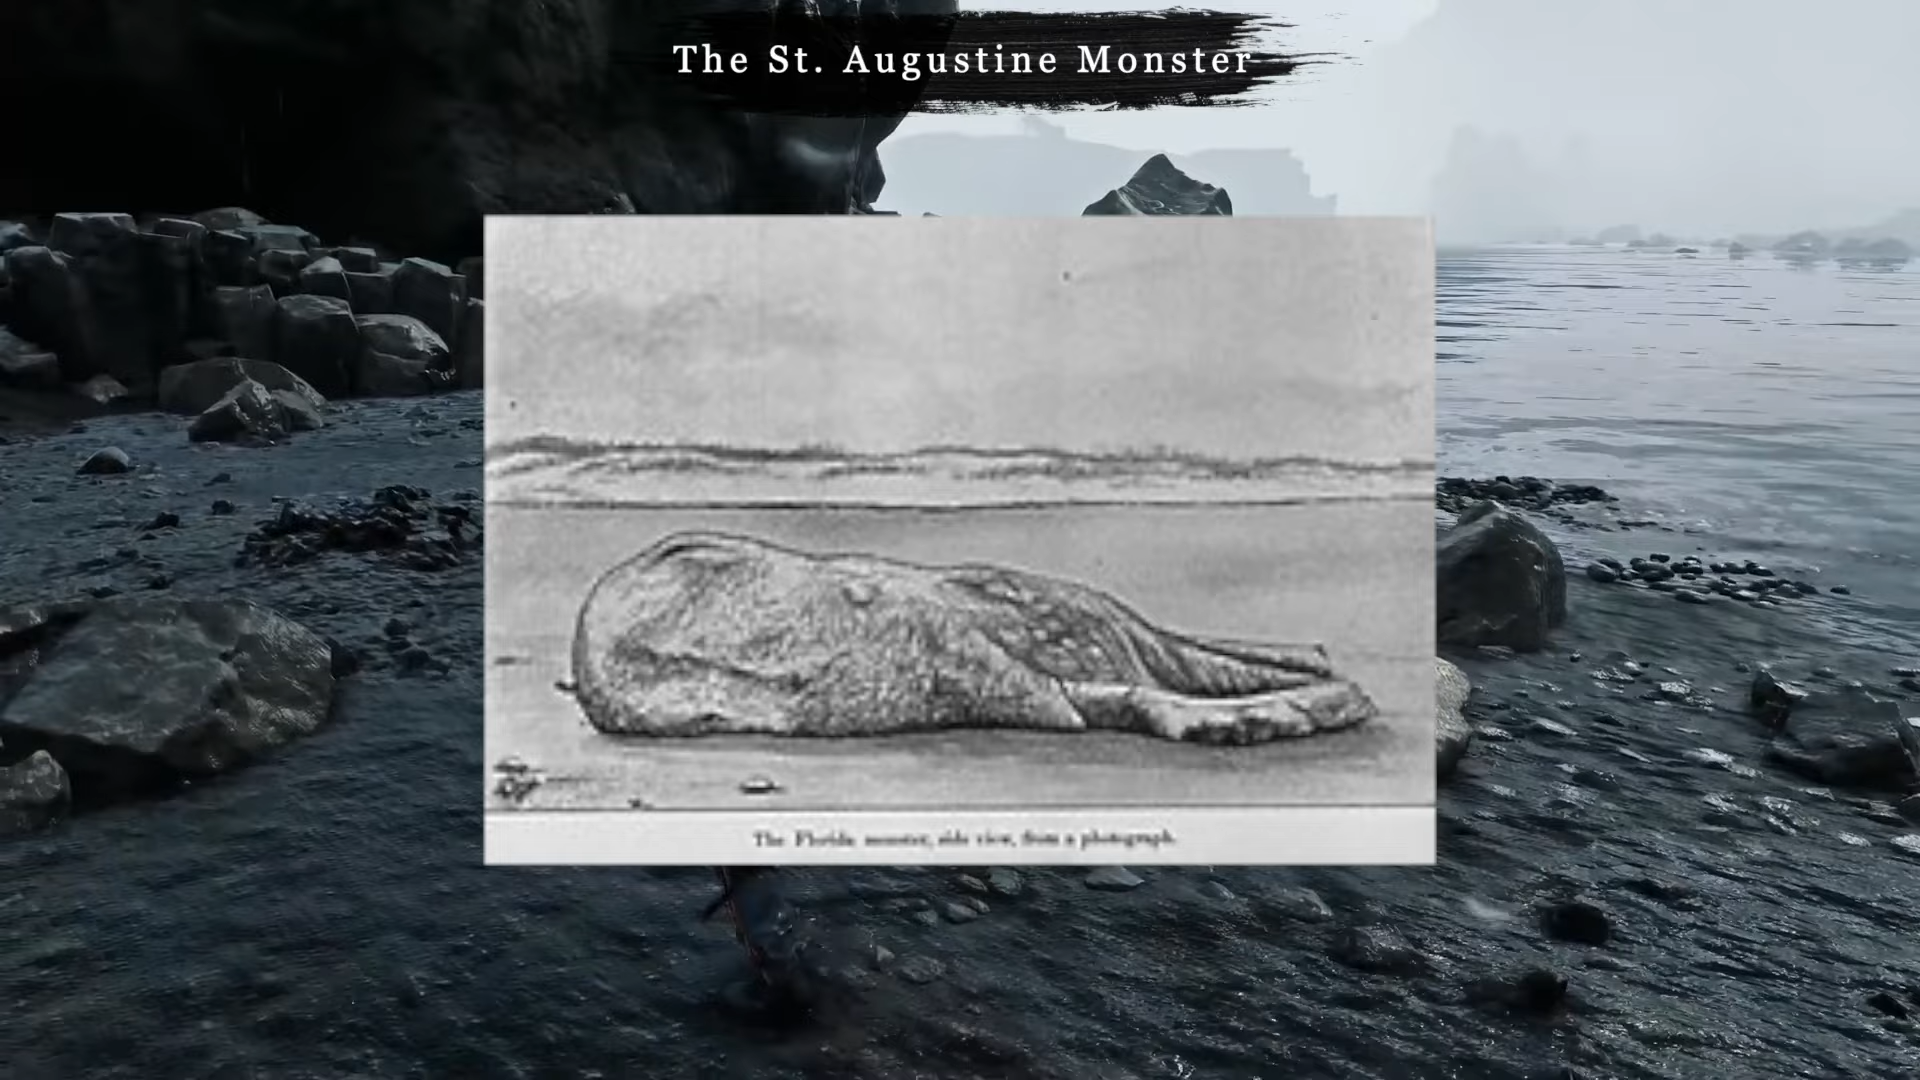 The St. Augustine Monster
The Florida monster, side view, from a photograph.